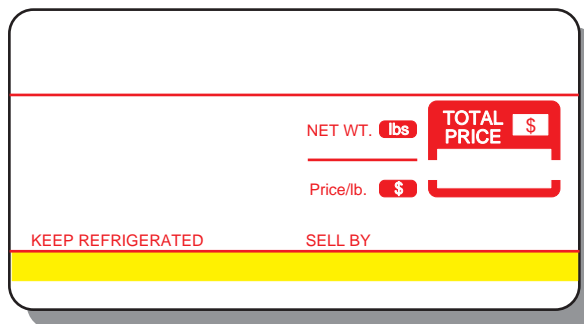 NET WT. lbs
TOTAL PRICE $
Price/lb. $
KEEP REFRIGERATED
SELL BY